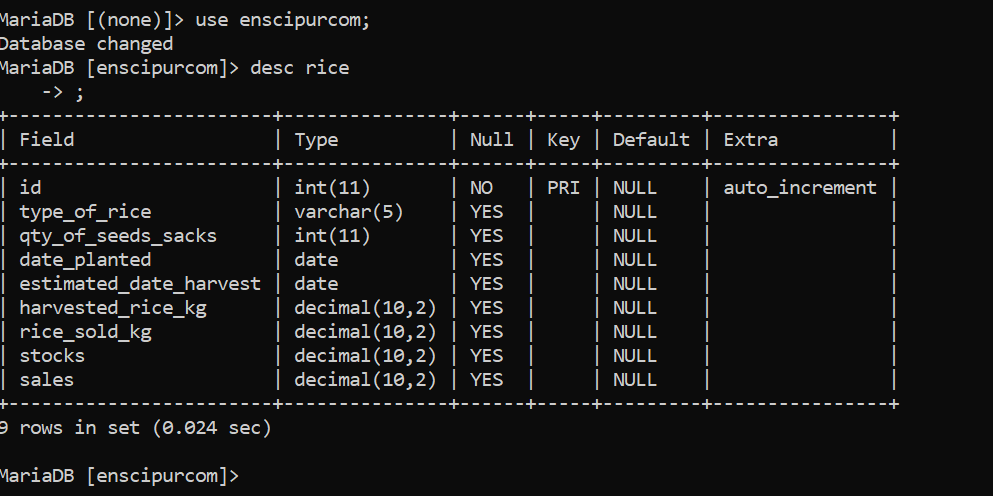 MariaDB [(none)]> use enscipurcom;
Database changed
MariaDB [enscipurcom]> desc rice
    -> ;
+------------------------+---------------+------+-----+---------+----------------+
| Field                  | Type          | Null | Key | Default | Extra          |
+------------------------+---------------+------+-----+---------+----------------+
| id                     | int(11)       | NO   | PRI | NULL    | auto_increment |
| type_of_rice           | varchar(5)    | YES  |     | NULL    |                |
| qty_of_seeds_sacks     | int(11)       | YES  |     | NULL    |                |
| date_planted           | date          | YES  |     | NULL    |                |
| estimated_date_harvest | date          | YES  |     | NULL    |                |
| harvested_rice_kg      | decimal(10,2) | YES  |     | NULL    |                |
| rice_sold_kg           | decimal(10,2) | YES  |     | NULL    |                |
| stocks                 | decimal(10,2) | YES  |     | NULL    |                |
| sales                  | decimal(10,2) | YES  |     | NULL    |                |
+------------------------+---------------+------+-----+---------+----------------+
9 rows in set (0.024 sec)

MariaDB [enscipurcom]>